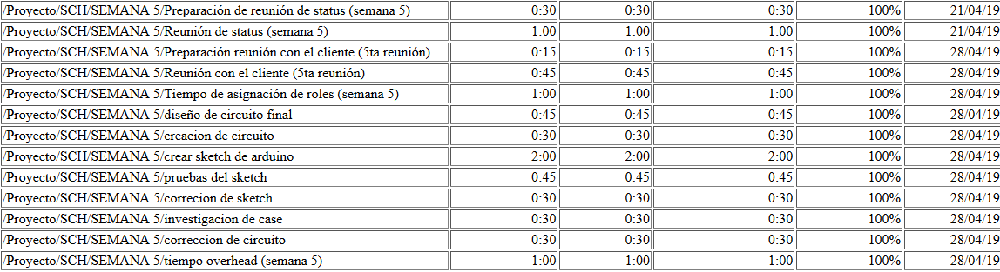 /Proyecto/SCH/SEMANA 5/Preparación de reunión de status (semana 5) 0:30 0:30 0:30 100% 21/04/19
/Proyecto/SCH/SEMANA 5/Reunión de status (semana 5) 1:00 1:00 1:00 100% 21/04/19
/Proyecto/SCH/SEMANA 5/Preparación reunión con el cliente (5ta reunión) 0:15 0:15 0:15 100% 28/04/19
/Proyecto/SCH/SEMANA 5/Reunión con el cliente (5ta reunión) 0:45 0:45 0:45 100% 28/04/19
/Proyecto/SCH/SEMANA 5/Tiempo de asignación de roles (semana 5) 1:00 1:00 1:00 100% 28/04/19
/Proyecto/SCH/SEMANA 5/diseño de circuito final 0:45 0:45 0:45 100% 28/04/19
/Proyecto/SCH/SEMANA 5/creacion de circuito 0:30 0:30 0:30 100% 28/04/19
/Proyecto/SCH/SEMANA 5/crear sketch de arduino 2:00 2:00 2:00 100% 28/04/19
/Proyecto/SCH/SEMANA 5/pruebas del sketch 0:45 0:45 0:45 100% 28/04/19
/Proyecto/SCH/SEMANA 5/correcion de sketch 0:30 0:30 0:30 100% 28/04/19
/Proyecto/SCH/SEMANA 5/investigacion de case 0:30 0:30 0:30 100% 28/04/19
/Proyecto/SCH/SEMANA 5/correccion de circuito 0:30 0:30 0:30 100% 28/04/19
/Proyecto/SCH/SEMANA 5/tiempo overhead (semana 5) 1:00 1:00 1:00 100% 28/04/19